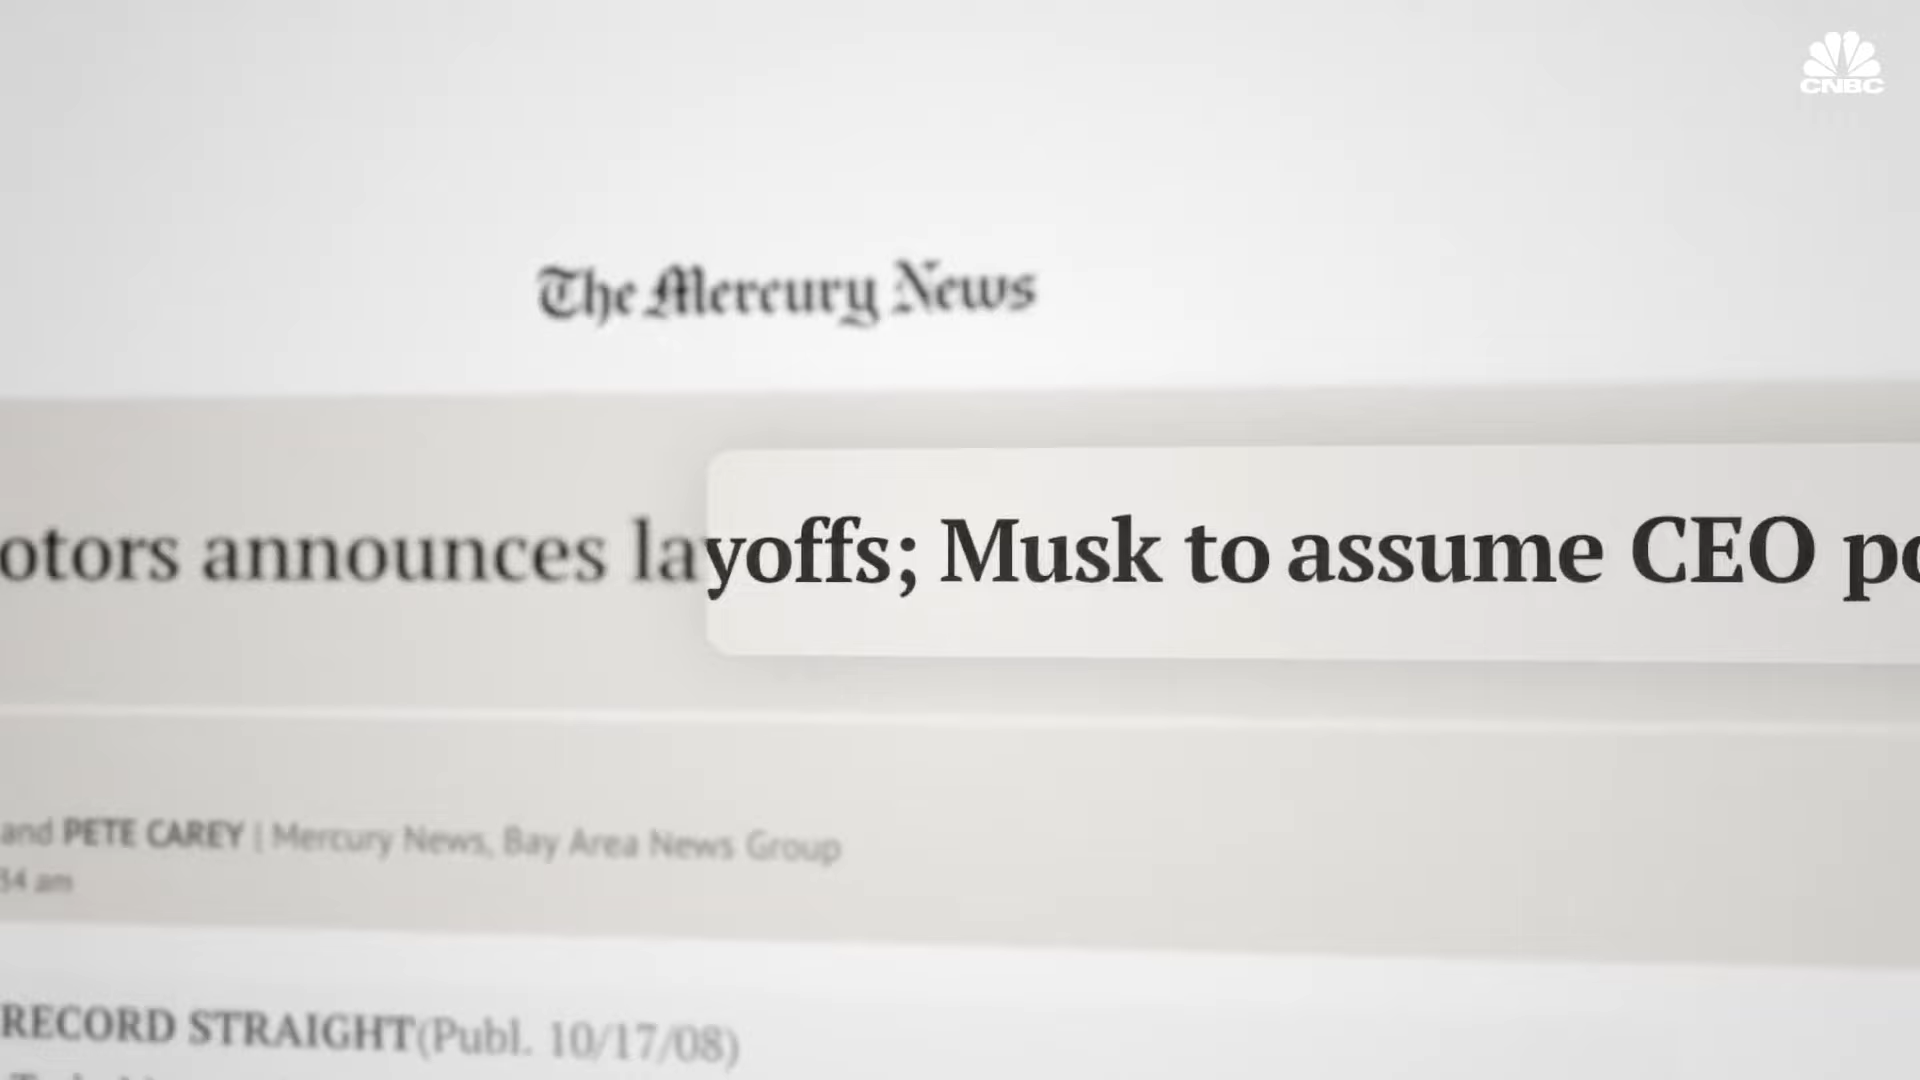 CNBC
The Mercury News
otors announces layoffs; Musk to assume CEO po
and PETE CAREY | Mercury News, Bay Area News Group
34 am
RECORD STRAIGHT(Publ. 10/17/08)